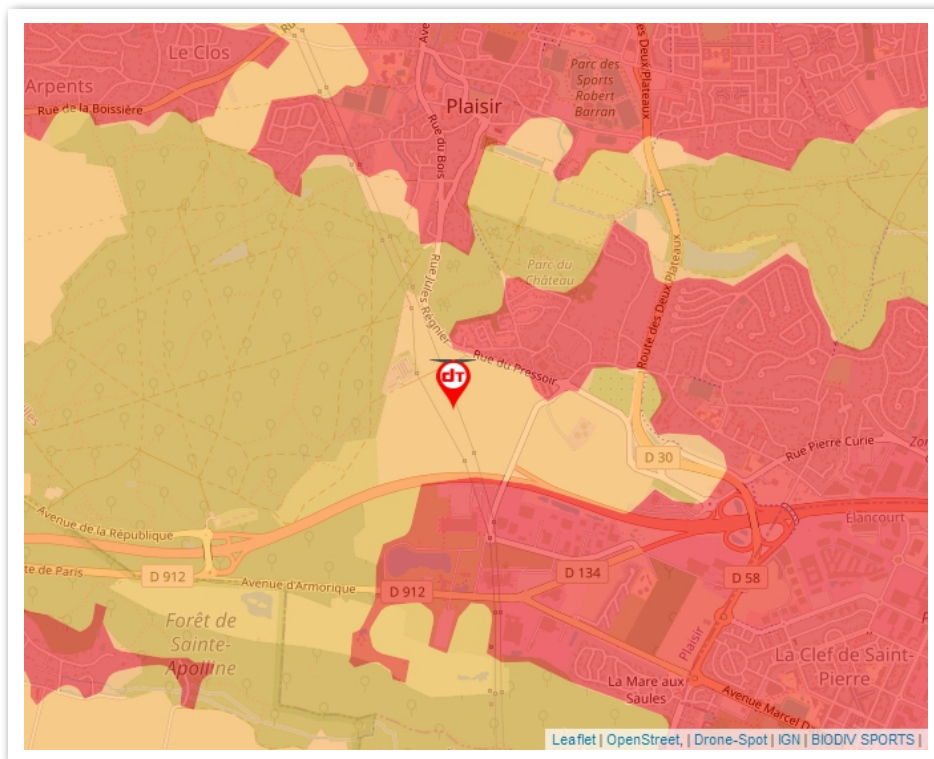 Le Clos
Arpents
Rue de la Boissière
Plaisir
Rue du Bois
Parc des
Sports
Robert
Barran
es Deux Plateaux
Rue Jules Régnier
Parc du
Château
Route des Deux Plateaux
Rue du Pressoir
dT
Rue Pierre Curie
D 30
Élancourt
Avenue de la République
te de Paris
D 912
Avenue d'Armorique
D 912
D 134
D 58
Forêt de
Sainte-
Apolline
Plaisir
La Clef de Saint-
Pierre
La Mare aux
Saules
Avenue Marcel D
Leaflet | OpenStreet, | Drone-Spot | IGN | BIODIV SPORTS |